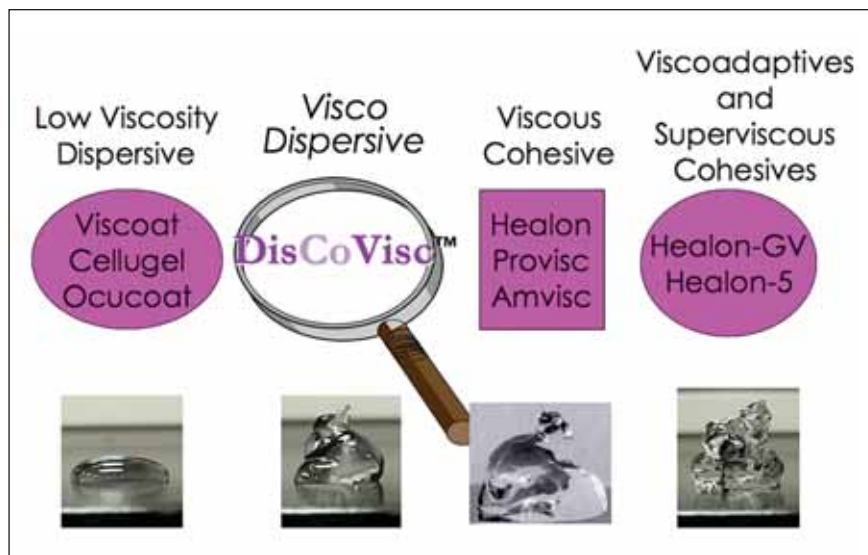 Low Viscosity
Dispersive
Visco
Dispersive
Viscous
Cohesive
Viscoadaptives
and
Superviscous
Cohesives
Viscoat
Cellugel
Ocucoat
DisCoVisc™
Healon
Provisc
Amvisc
Healon-GV
Healon-5